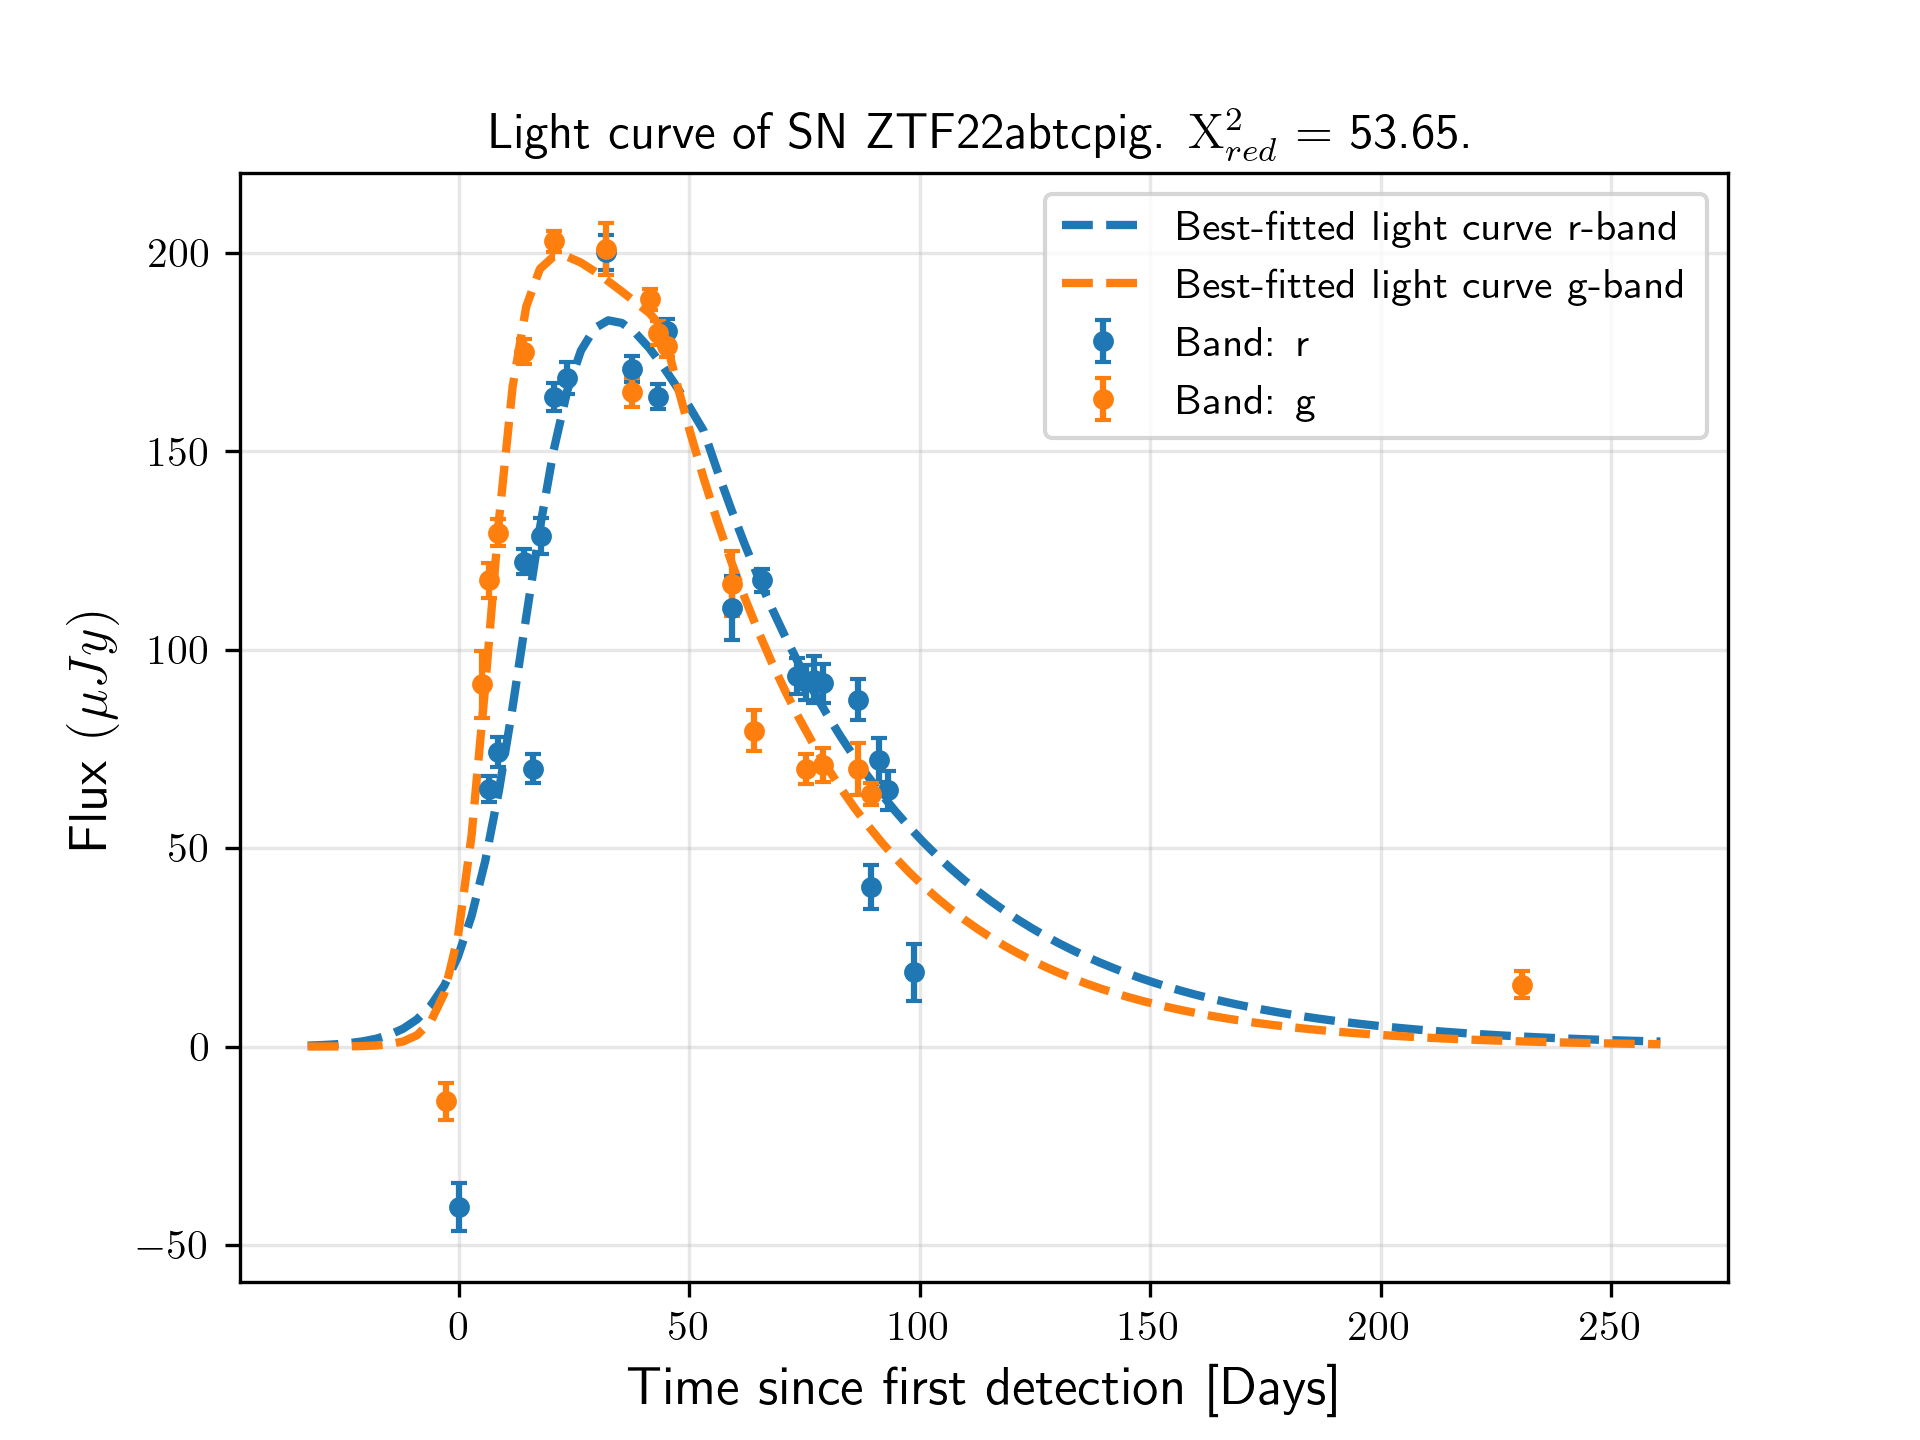 Light curve of SN ZTF22abtcpig. X²_red = 53.65.
Best-fitted light curve r-band
Best-fitted light curve g-band
Band: r
Band: g
Flux (μJy)
200
150
100
50
0
−50
0 50 100 150 200 250
Time since first detection [Days]